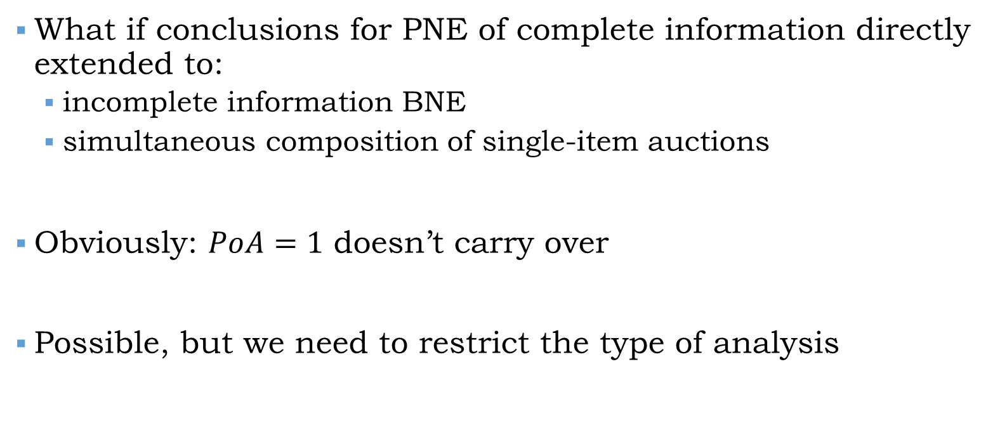 ▪ What if conclusions for PNE of complete information directly
extended to:
▪ incomplete information BNE
▪ simultaneous composition of single-item auctions
▪ Obviously: PoA = 1 doesn’t carry over
▪ Possible, but we need to restrict the type of analysis